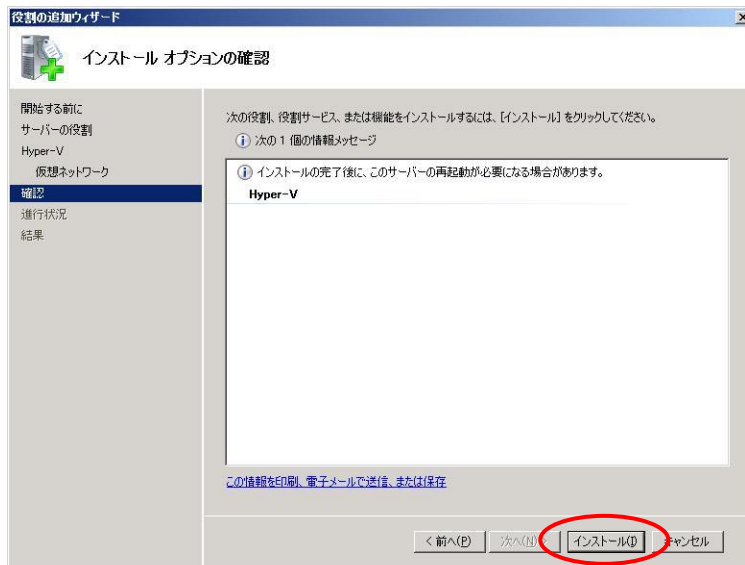 役割の追加ウィザード
インストール オプションの確認
開始する前に
サーバーの役割
Hyper-V
仮想ネットワーク
確認
進行状況
結果
次の役割、役割サービス、または機能をインストールするには、[インストール] をクリックしてください。
次の 1 個の情報メッセージ
インストールの完了後に、このサーバーの再起動が必要になる場合があります。
Hyper-V
この情報を印刷、電子メールで送信、または保存
< 前へ(P) 次へ(N) > インストール(I) キャンセル